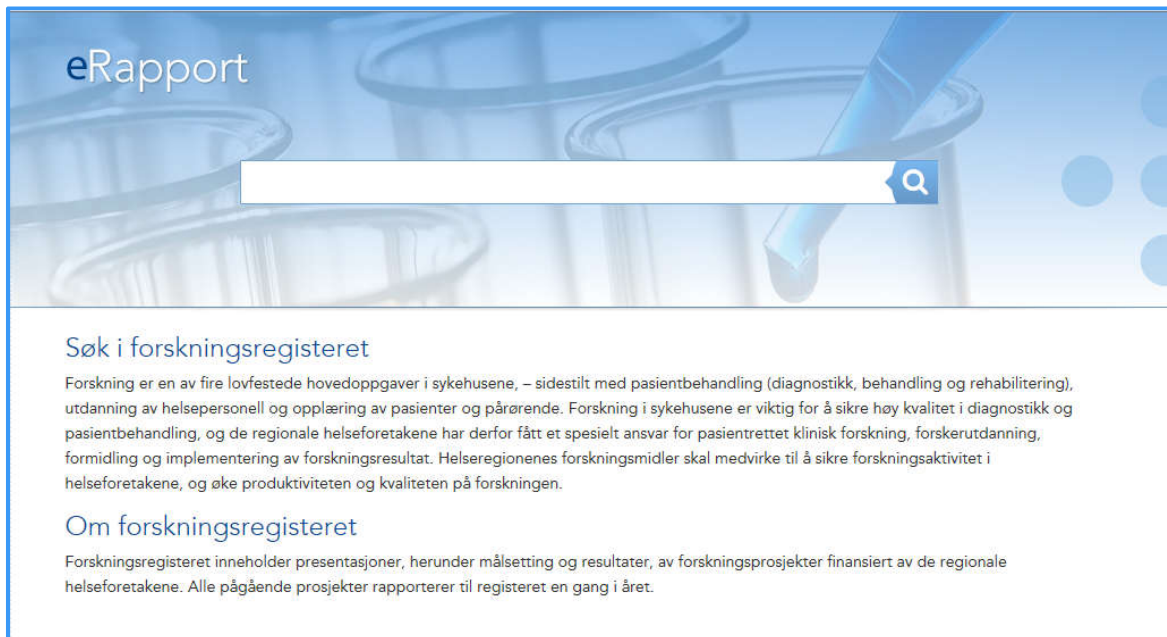 eRapport
Søk i forskningsregisteret
Forskning er en av fire lovfestede hovedoppgaver i sykehusene, – sidestilt med pasientbehandling (diagnostikk, behandling og rehabilitering),
utdanning av helsepersonell og opplæring av pasienter og pårørende. Forskning i sykehusene er viktig for å sikre høy kvalitet i diagnostikk og
pasientbehandling, og de regionale helseforetakene har derfor fått et spesielt ansvar for pasientrettet klinisk forskning, forskerutdanning,
formidling og implementering av forskningsresultat. Helseregionenes forskningsmidler skal medvirke til å sikre forskningsaktivitet i
helseforetakene, og øke produktiviteten og kvaliteten på forskningen.
Om forskningsregisteret
Forskningsregisteret inneholder presentasjoner, herunder målsetting og resultater, av forskningsprosjekter finansiert av de regionale
helseforetakene. Alle pågående prosjekter rapporterer til registeret en gang i året.